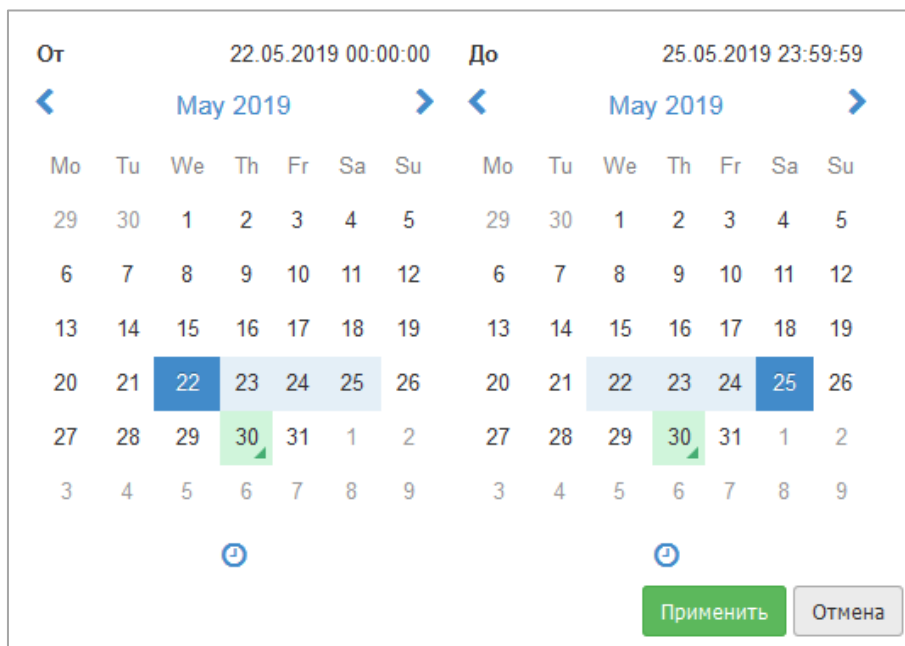 От 22.05.2019 00:00:00 До 25.05.2019 23:59:59
May 2019 May 2019
Mo Tu We Th Fr Sa Su Mo Tu We Th Fr Sa Su
29 30 1 2 3 4 5 29 30 1 2 3 4 5
6 7 8 9 10 11 12 6 7 8 9 10 11 12
13 14 15 16 17 18 19 13 14 15 16 17 18 19
20 21 22 23 24 25 26 20 21 22 23 24 25 26
27 28 29 30 31 1 2 27 28 29 30 31 1 2
3 4 5 6 7 8 9 3 4 5 6 7 8 9
Применить Отмена